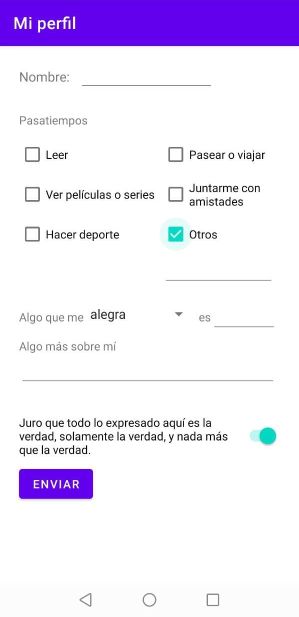 Mi perfil
Nombre:
Pasatiempos
Leer
Pasear o viajar
Ver películas o series
Juntarme con
amistades
Hacer deporte
Otros
Algo que me alegra es
Algo más sobre mí
Juro que todo lo expresado aquí es la
verdad, solamente la verdad, y nada más
que la verdad.
ENVIAR